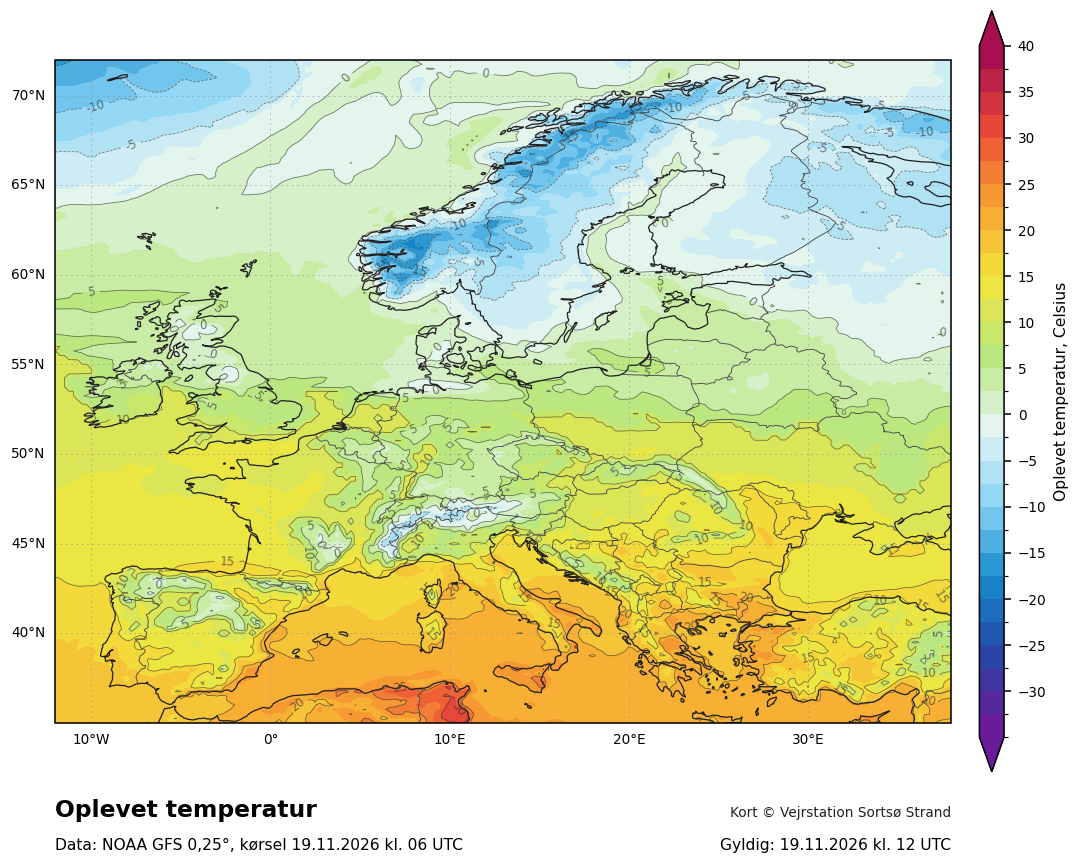 70°N
65°N
60°N
55°N
50°N
45°N
40°N
10°W
0°
10°E
20°E
30°E
40
35
30
25
20
15
10
5
0
−5
−10
−15
−20
−25
−30
Oplevet temperatur, Celsius
Oplevet temperatur
Kort © Vejrstation Sortsø Strand
Data: NOAA GFS 0,25°, kørsel 19.11.2026 kl. 06 UTC
Gyldig: 19.11.2026 kl. 12 UTC